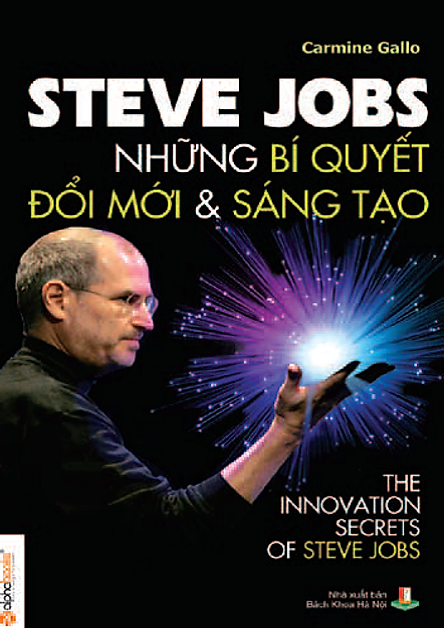 Carmine Gallo
STEVE JOBS
NHỮNG BÍ QUYẾT
ĐỔI MỚI & SÁNG TẠO
THE
INNOVATION
SECRETS
OF STEVE JOBS
Nhà xuất bản
Bách Khoa Hà Nội
alphabooks